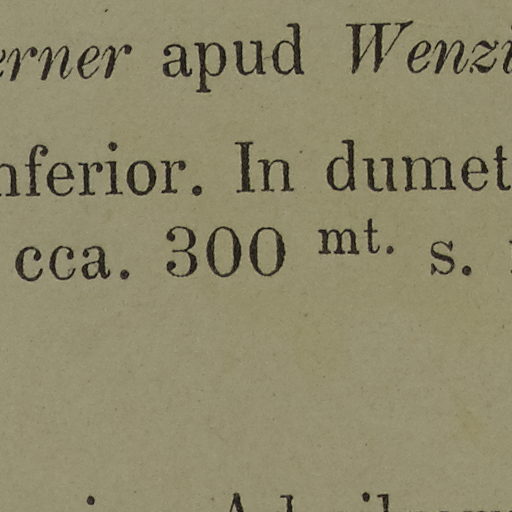 erner apud Wenzi
nferior. In dumet
cca. 300 mt. s.